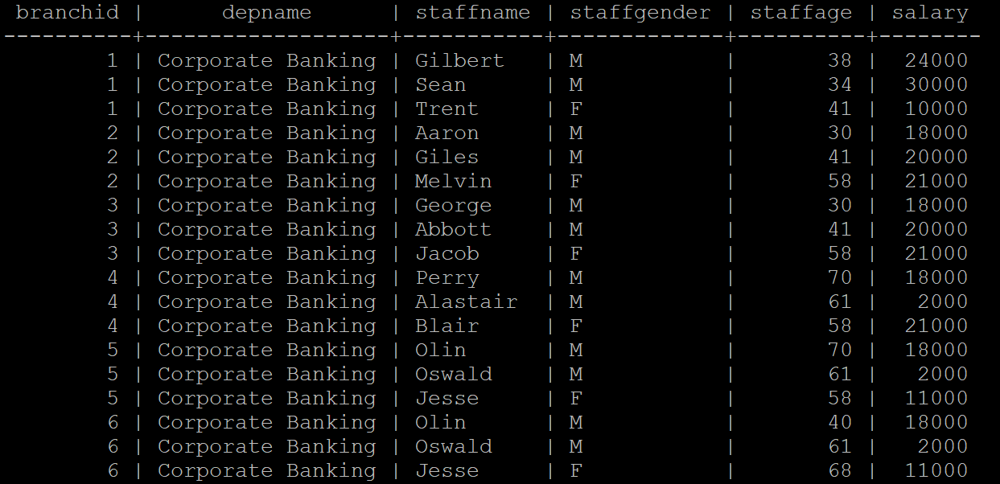 branchid |      depname      | staffname | staffgender | staffage | salary
----------+-------------------+-----------+-------------+----------+--------
        1 | Corporate Banking | Gilbert   | M           |       38 |  24000
        1 | Corporate Banking | Sean      | M           |       34 |  30000
        1 | Corporate Banking | Trent     | F           |       41 |  10000
        2 | Corporate Banking | Aaron     | M           |       30 |  18000
        2 | Corporate Banking | Giles     | M           |       41 |  20000
        2 | Corporate Banking | Melvin    | F           |       58 |  21000
        3 | Corporate Banking | George    | M           |       30 |  18000
        3 | Corporate Banking | Abbott    | M           |       41 |  20000
        3 | Corporate Banking | Jacob     | F           |       58 |  21000
        4 | Corporate Banking | Perry     | M           |       70 |  18000
        4 | Corporate Banking | Alastair  | M           |       61 |   2000
        4 | Corporate Banking | Blair     | F           |       58 |  21000
        5 | Corporate Banking | Olin      | M           |       70 |  18000
        5 | Corporate Banking | Oswald    | M           |       61 |   2000
        5 | Corporate Banking | Jesse     | F           |       58 |  11000
        6 | Corporate Banking | Olin      | M           |       40 |  18000
        6 | Corporate Banking | Oswald    | M           |       61 |   2000
        6 | Corporate Banking | Jesse     | F           |       68 |  11000